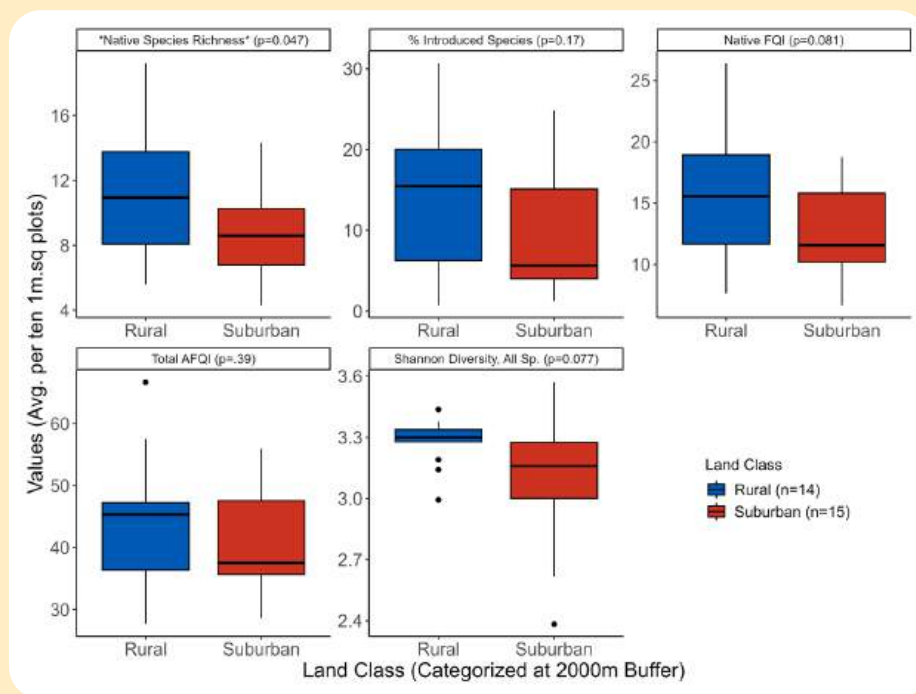 *Native Species Richness* (p=0.047)
% Introduced Species (p=0.17)
Native FQI (p=0.081)
16
12
8
4
30
20
10
0
25
20
15
10
Rural
Suburban
Rural
Suburban
Rural
Suburban
Values (Avg. per ten 1m.sq plots)
Total AFQI (p=.39)
Shannon Diversity, All Sp. (p=0.077)
60
50
40
30
3.6
3.3
3.0
2.7
2.4
Land Class
Rural (n=14)
Suburban (n=15)
Rural
Suburban
Rural
Suburban
Land Class (Categorized at 2000m Buffer)